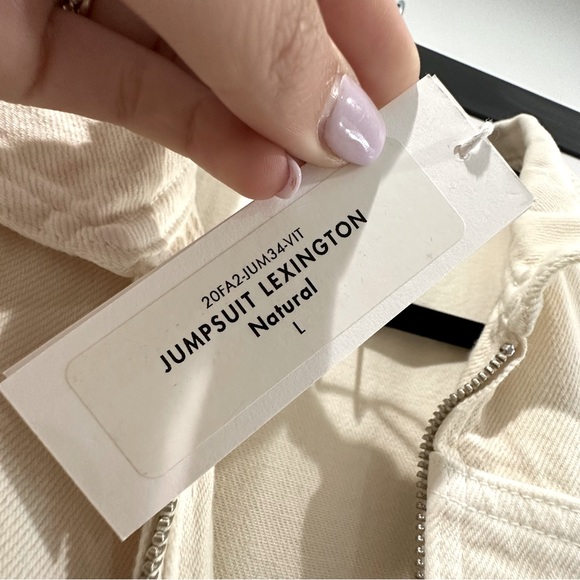 20FA2-JUM34-VIT
JUMPSUIT LEXINGTON
Natural
L